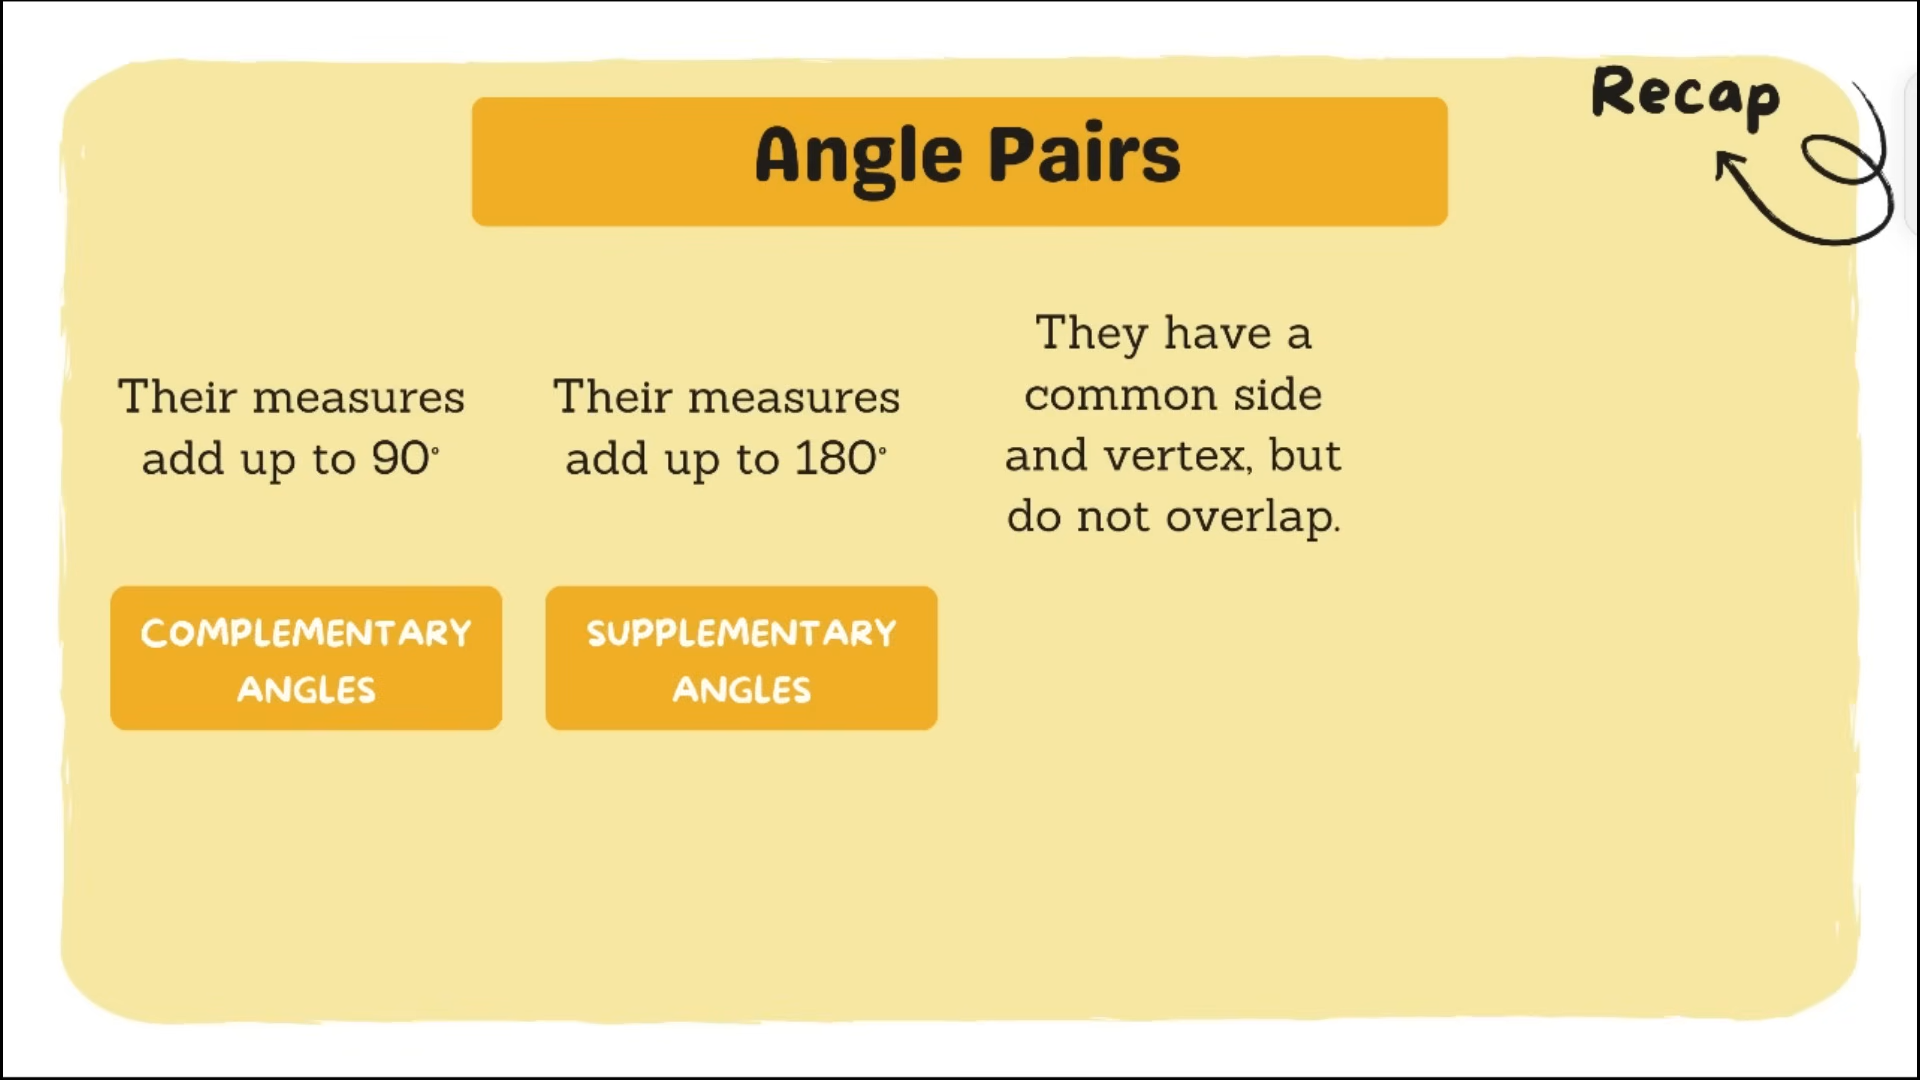 Recap
Angle Pairs
Their measures
add up to 90°
COMPLEMENTARY
ANGLES
Their measures
add up to 180°
SUPPLEMENTARY
ANGLES
They have a
common side
and vertex, but
do not overlap.